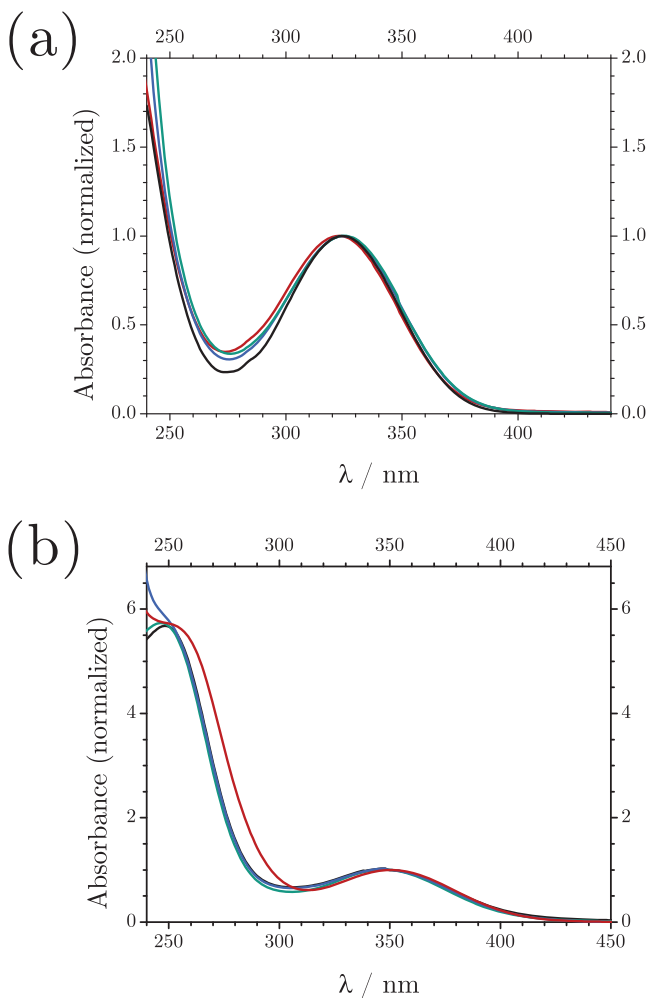 (a)
250 300 350 400
2.0 2.0
1.5 1.5
1.0 1.0
0.5 0.5
0.0 0.0
Absorbance (normalized)
250 300 350 400
λ / nm
(b)
250 300 350 400 450
6 6
4 4
2 2
0 0
Absorbance (normalized)
250 300 350 400 450
λ / nm